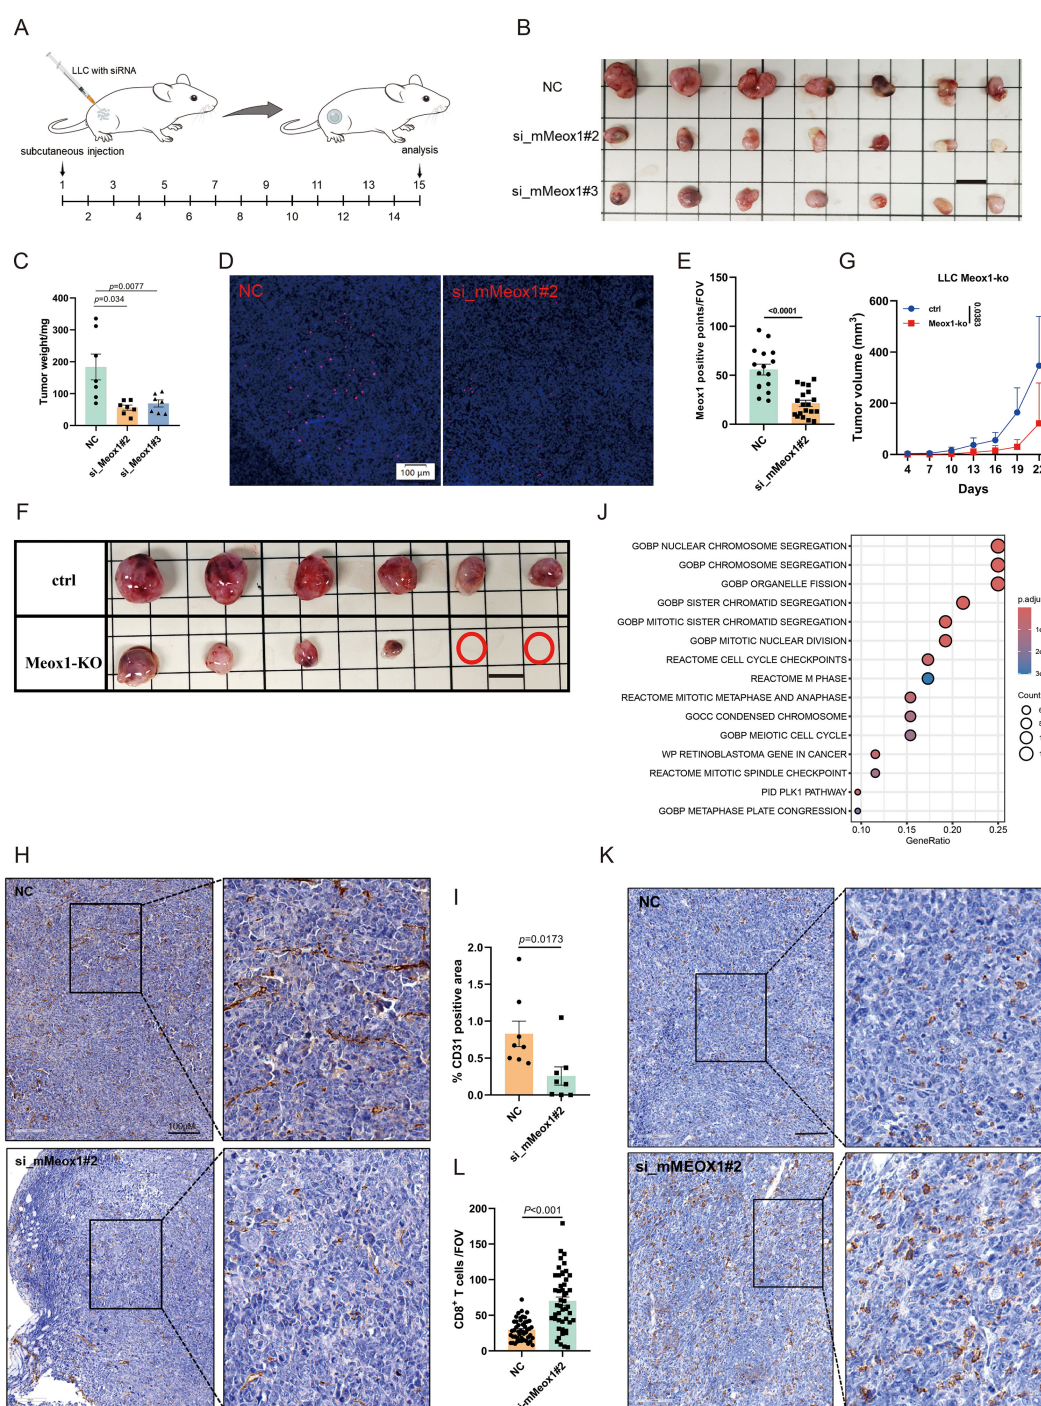 A
LLC with siRNA
subcutaneous injection
analysis
1 3 5 7 9 11 13 15
2 4 6 8 10 12 14
B
NC
si_mMeox1#2
si_mMeox1#3
C
Tumor weight/mg
p=0.0077
p=0.034
400
300
200
100
0
NC
si_Meox1#2
si_Meox1#3
D
NC
si_mMeox1#2
100 μm
E
Meox1 positive points/FOV
<0.0001
150
100
50
0
NC
si_mMeox1#2
G
LLC Meox1-ko
ctrl
Meox1-ko
0.0383
Tumor volume (mm³)
600
400
200
0
4 7 10 13 16 19 22
Days
F
ctrl
Meox1-KO
J
GOBP NUCLEAR CHROMOSOME SEGREGATION
GOBP CHROMOSOME SEGREGATION
GOBP ORGANELLE FISSION
GOBP SISTER CHROMATID SEGREGATION
GOBP MITOTIC SISTER CHROMATID SEGREGATION
GOBP MITOTIC NUCLEAR DIVISION
REACTOME CELL CYCLE CHECKPOINTS
REACTOME M PHASE
REACTOME MITOTIC METAPHASE AND ANAPHASE
GOCC CONDENSED CHROMOSOME
GOBP MEIOTIC CELL CYCLE
WP RETINOBLASTOMA GENE IN CANCER
REACTOME MITOTIC SPINDLE CHECKPOINT
PID PLK1 PATHWAY
GOBP METAPHASE PLATE CONGRESSION
0.10 0.15 0.20 0.25
GeneRatio
p.adju
1e
2e
3e
Count
6
H
NC
100μM
si_mMeox1#2
I
% CD31 positive area
p=0.0173
2.0
1.5
1.0
0.5
0.0
NC
si_mMeox1#2
L
CD8⁺ T cells /FOV
P<0.001
200
150
100
50
0
NC
si-mMeox1#2
K
NC
si_mMEOX1#2